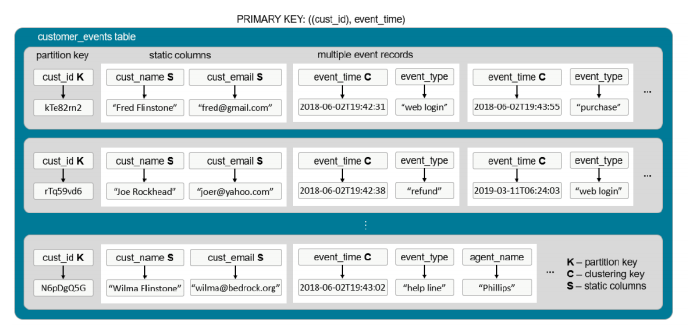 PRIMARY KEY: ((cust_id), event_time)
customer_events table
partition key static columns multiple event records
cust_id K cust_name S cust_email S event_time C event_type event_time C event_type
kTe82rn2 "Fred Flinstone" "fred@gmail.com" 2018-06-02T19:42:31 "web login" 2018-06-02T19:43:55 "purchase" ...
cust_id K cust_name S cust_email S event_time C event_type event_time C event_type
rTq59vd6 "Joe Rockhead" "joer@yahoo.com" 2018-06-02T19:42:38 "refund" 2019-03-11T06:24:03 "web login" ...
cust_id K cust_name S cust_email S event_time C event_type agent_name
N6pDgQ5G "Wilma Flinstone" "wilma@bedrock.org" 2018-06-02T19:43:02 "help line" "Phillips" ...
K – partition key
C – clustering key
S – static columns